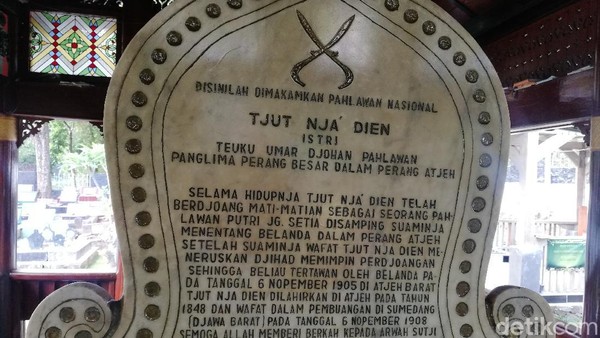 DISINILAH DIMAKAMKAN PAHLAWAN NASIONAL
TJUT NJA' DIEN
ISTRI
TEUKU UMAR DJOHAN PAHLAWAN
PANGLIMA PERANG BESAR DALAM PERANG ATJEH
SELAMA HIDUPNJA TJUT NJA' DIEN TELAH
BERDJOANG MATI-MATIAN SEBAGAI SEORANG PAH-
LAWAN PUTRI JG. SETIA DISAMPING SUAMINJA
MENENTANG BELANDA DALAM PERANG ATJEH
SETELAH SUAMINJA WAFAT TJUT NJA DIEN ME-
NERUSKAN DJIHAD MEMIMPIN PERDJOANGAN
SEHINGGA BELIAU TERTAWAN OLEH BELANDA PA-
DA TANGGAL 6 NOPEMBER 1905 DI ATJEH BARAT
TJUT NJA DIEN DILAHIRKAN DI ATJEH PADA TAHUN
1848 DAN WAFAT DALAM PEMBUANGAN DI SUMEDANG
(DJAWA BARAT) PADA TANGGAL 6 NOPEMBER 1908
SEMOGA ALLAH MEMBERI BERKAH KEPADA ARWAH SUTJI
detikcom